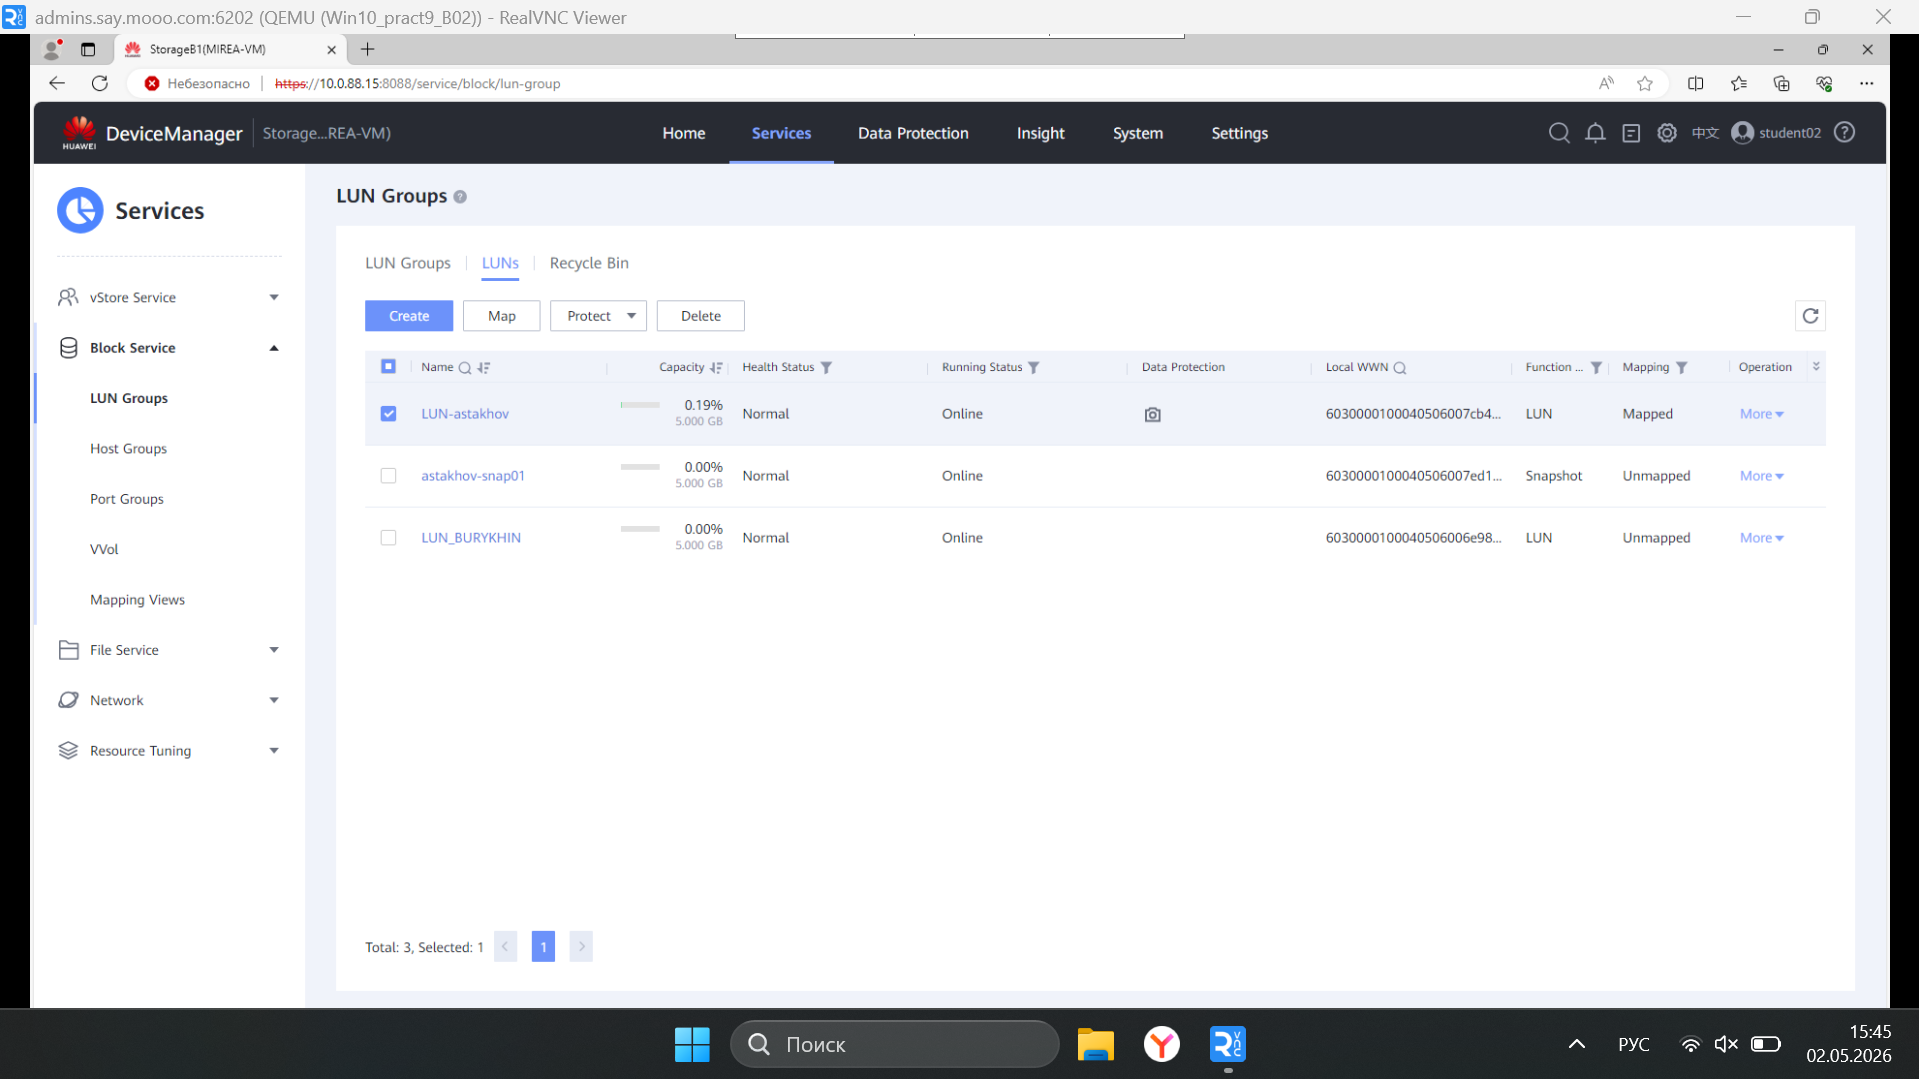 admins.say.mooo.com:6202 (QEMU (Win10_pract9_B02)) - RealVNC Viewer
StorageB1(MIREA-VM)
Небезопасно
https://10.0.88.15:8088/service/block/lun-group
HUAWEI
DeviceManager
Storage...REA-VM)
Home
Services
Data Protection
Insight
System
Settings
中文
student02
Services
vStore Service
Block Service
LUN Groups
Host Groups
Port Groups
VVol
Mapping Views
File Service
Network
Resource Tuning
LUN Groups
LUN Groups
LUNs
Recycle Bin
Create
Map
Protect
Delete
Name Capacity Health Status Running Status Data Protection Local WWN Function ... Mapping Operation
LUN-astakhov 0.19% 5.000 GB Normal Online 6030000100040506007cb4... LUN Mapped More
astakhov-snap01 0.00% 5.000 GB Normal Online 6030000100040506007ed1... Snapshot Unmapped More
LUN_BURYKHIN 0.00% 5.000 GB Normal Online 6030000100040506006e98... LUN Unmapped More
Total: 3, Selected: 1
1
Поиск
РУС
15:45
02.05.2026